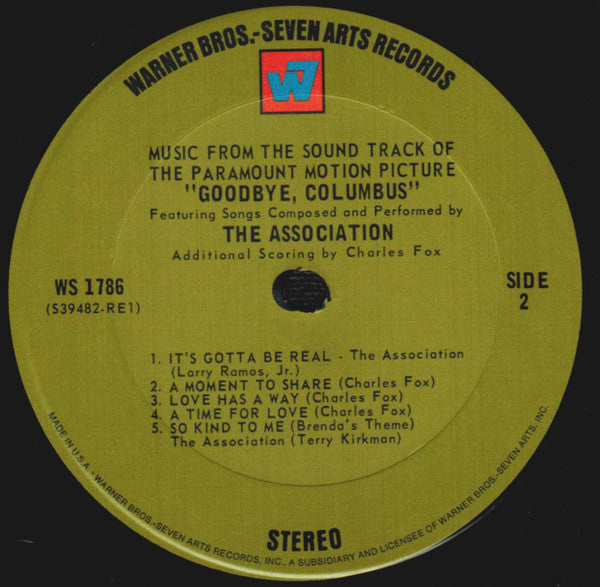 WARNER BROS.-SEVEN ARTS RECORDS
W7
MUSIC FROM THE SOUND TRACK OF
THE PARAMOUNT MOTION PICTURE
"GOODBYE, COLUMBUS"
Featuring Songs Composed and Performed by
THE ASSOCIATION
Additional Scoring by Charles Fox
WS 1786
(S39482-RE1)
SIDE
2
1. IT'S GOTTA BE REAL - The Association
(Larry Ramos, Jr.)
2. A MOMENT TO SHARE (Charles Fox)
3. LOVE HAS A WAY (Charles Fox)
4. A TIME FOR LOVE (Charles Fox)
5. SO KIND TO ME (Brenda's Theme)
The Association (Terry Kirkman)
STEREO
MADE IN U.S.A. - WARNER BROS.-SEVEN ARTS RECORDS, INC., A SUBSIDIARY AND LICENSEE OF WARNER BROS.-SEVEN ARTS, INC.